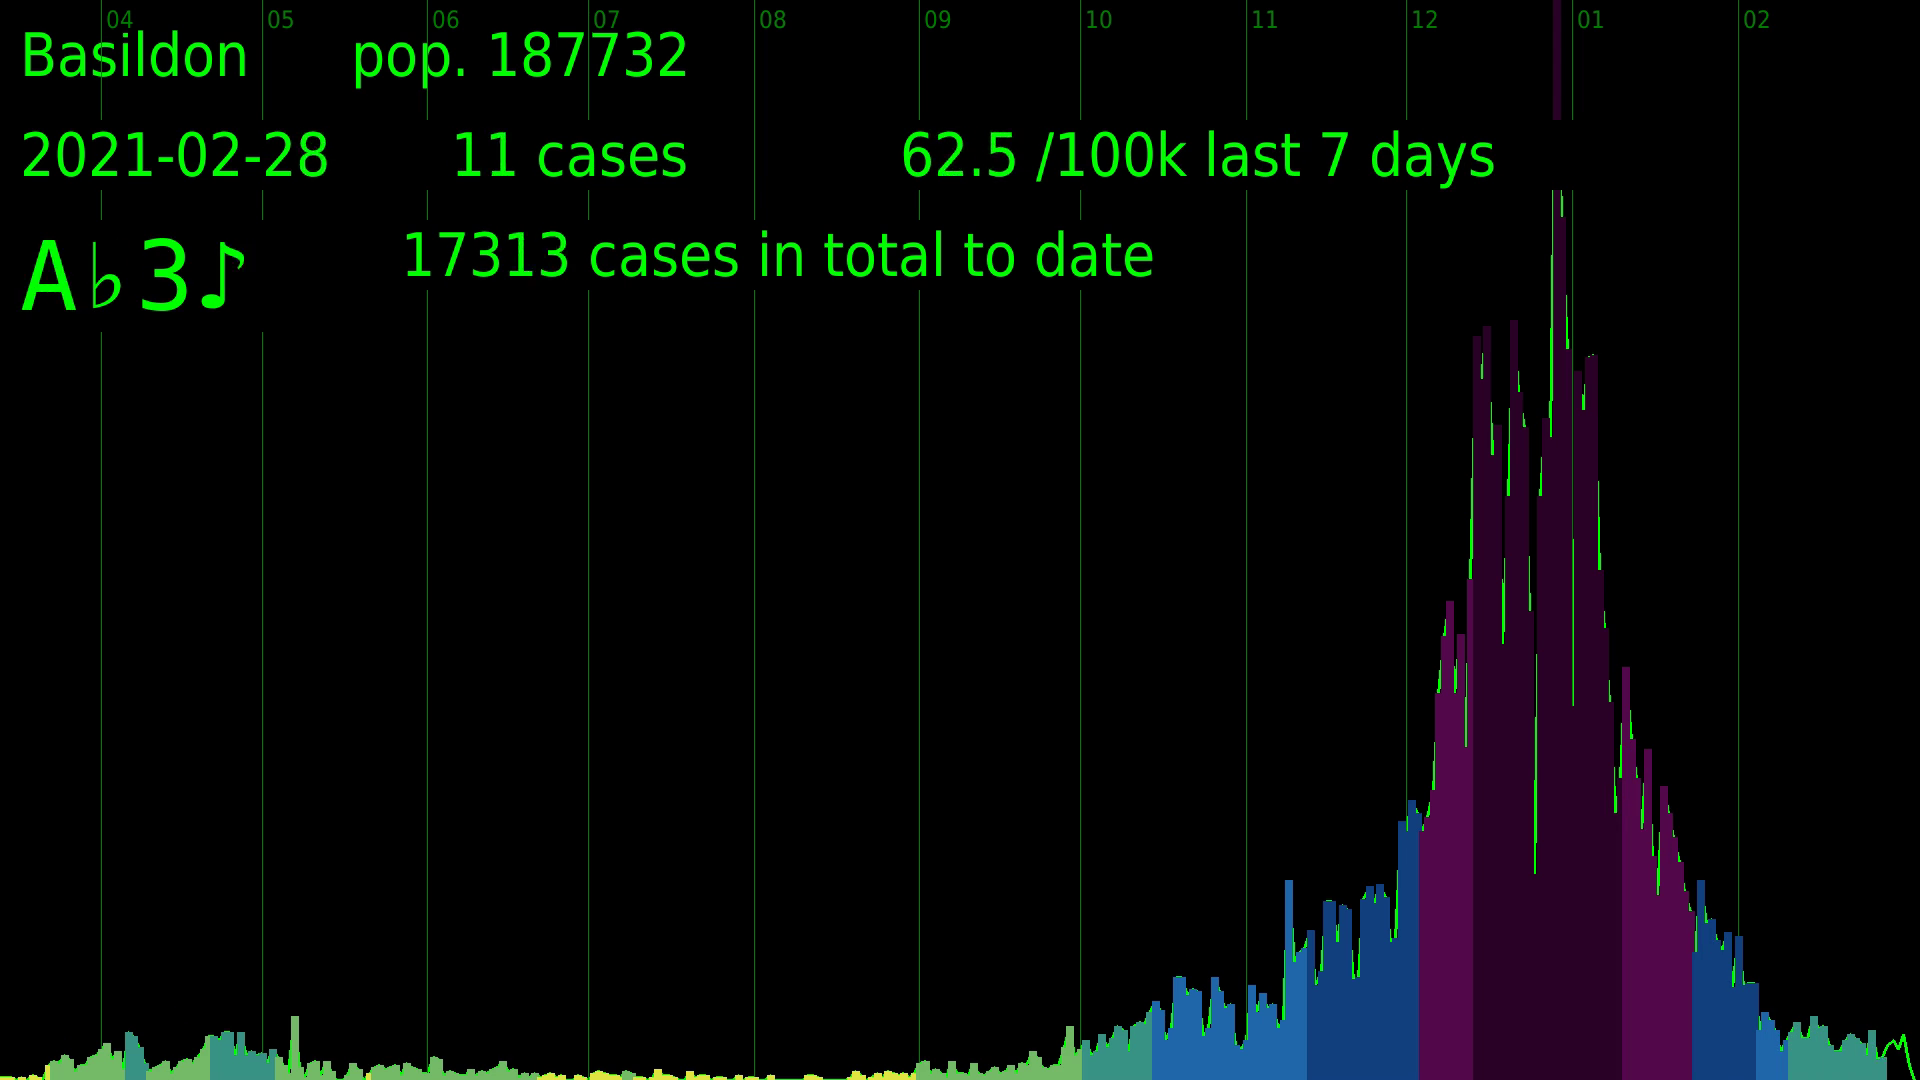 04 05 06 07 08 09 10 11 12 01 02
Basildon pop. 187732
2021-02-28 11 cases 62.5 /100k last 7 days
A♭3♪ 17313 cases in total to date